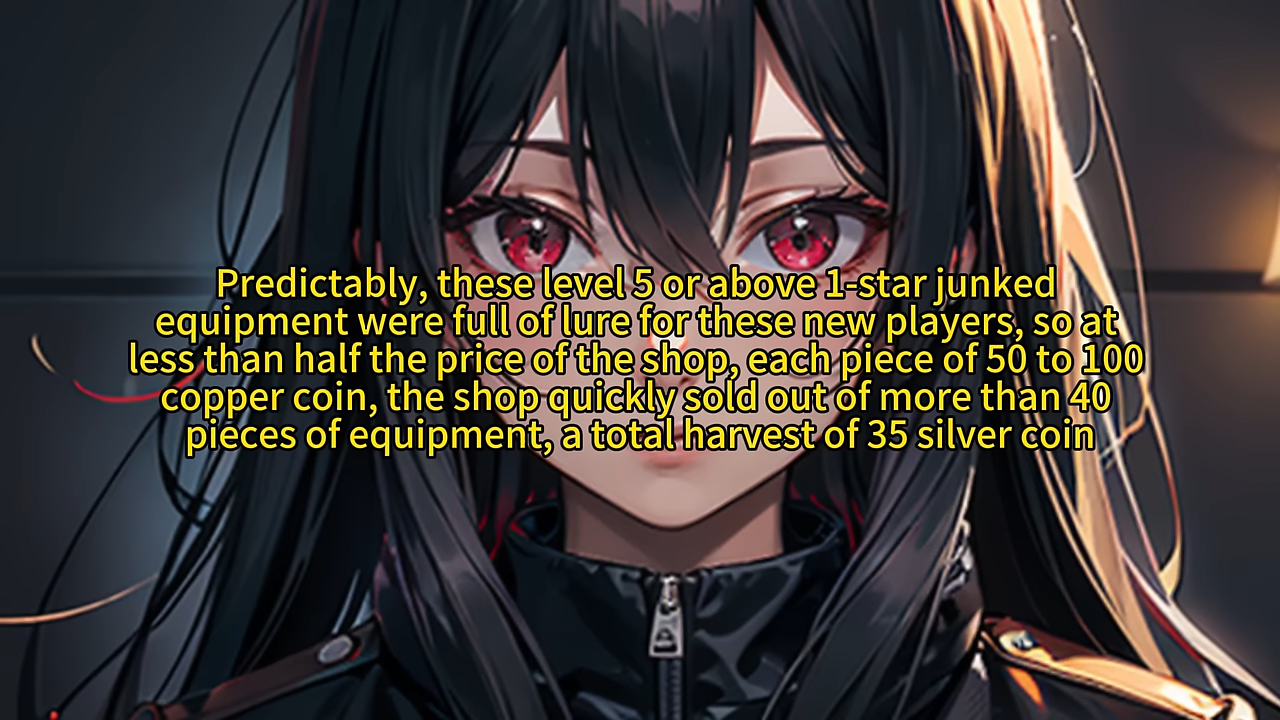 Predictably, these level 5 or above 1-star junked
equipment were full of lure for these new players, so at
less than half the price of the shop, each piece of 50 to 100
copper coin, the shop quickly sold out of more than 40
pieces of equipment, a total harvest of 35 silver coin